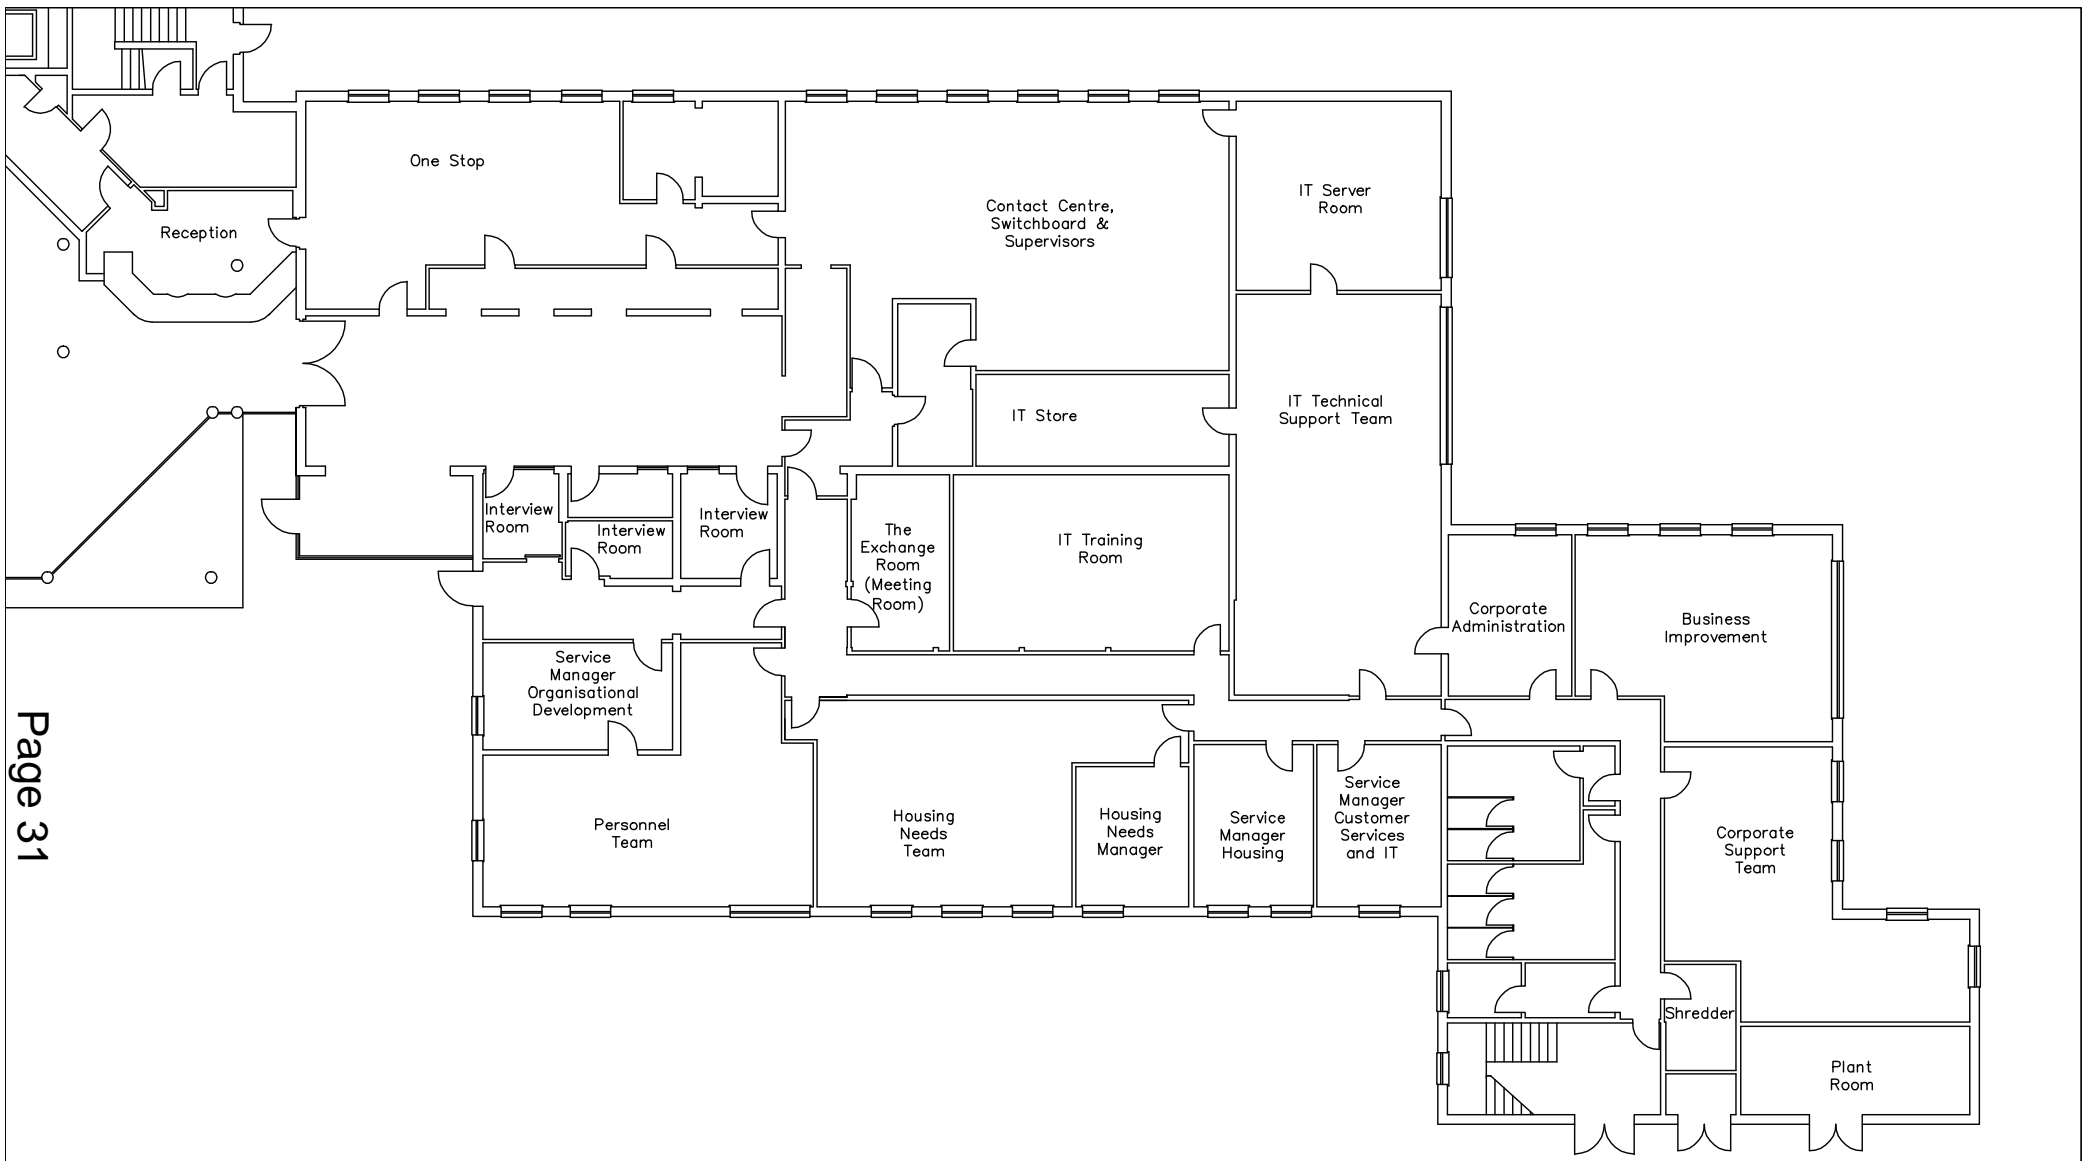 One Stop
Reception
Contact Centre,
Switchboard &
Supervisors
IT Server
Room
IT Store
IT Technical
Support Team
Interview
Room
Interview
Room
Interview
Room
The
Exchange
Room
(Meeting
Room)
IT Training
Room
Corporate
Administration
Business
Improvement
Service
Manager
Organisational
Development
Personnel
Team
Housing
Needs
Team
Housing
Needs
Manager
Service
Manager
Housing
Service
Manager
Customer
Services
and IT
Corporate
Support
Team
Shredder
Plant
Room
Page 31